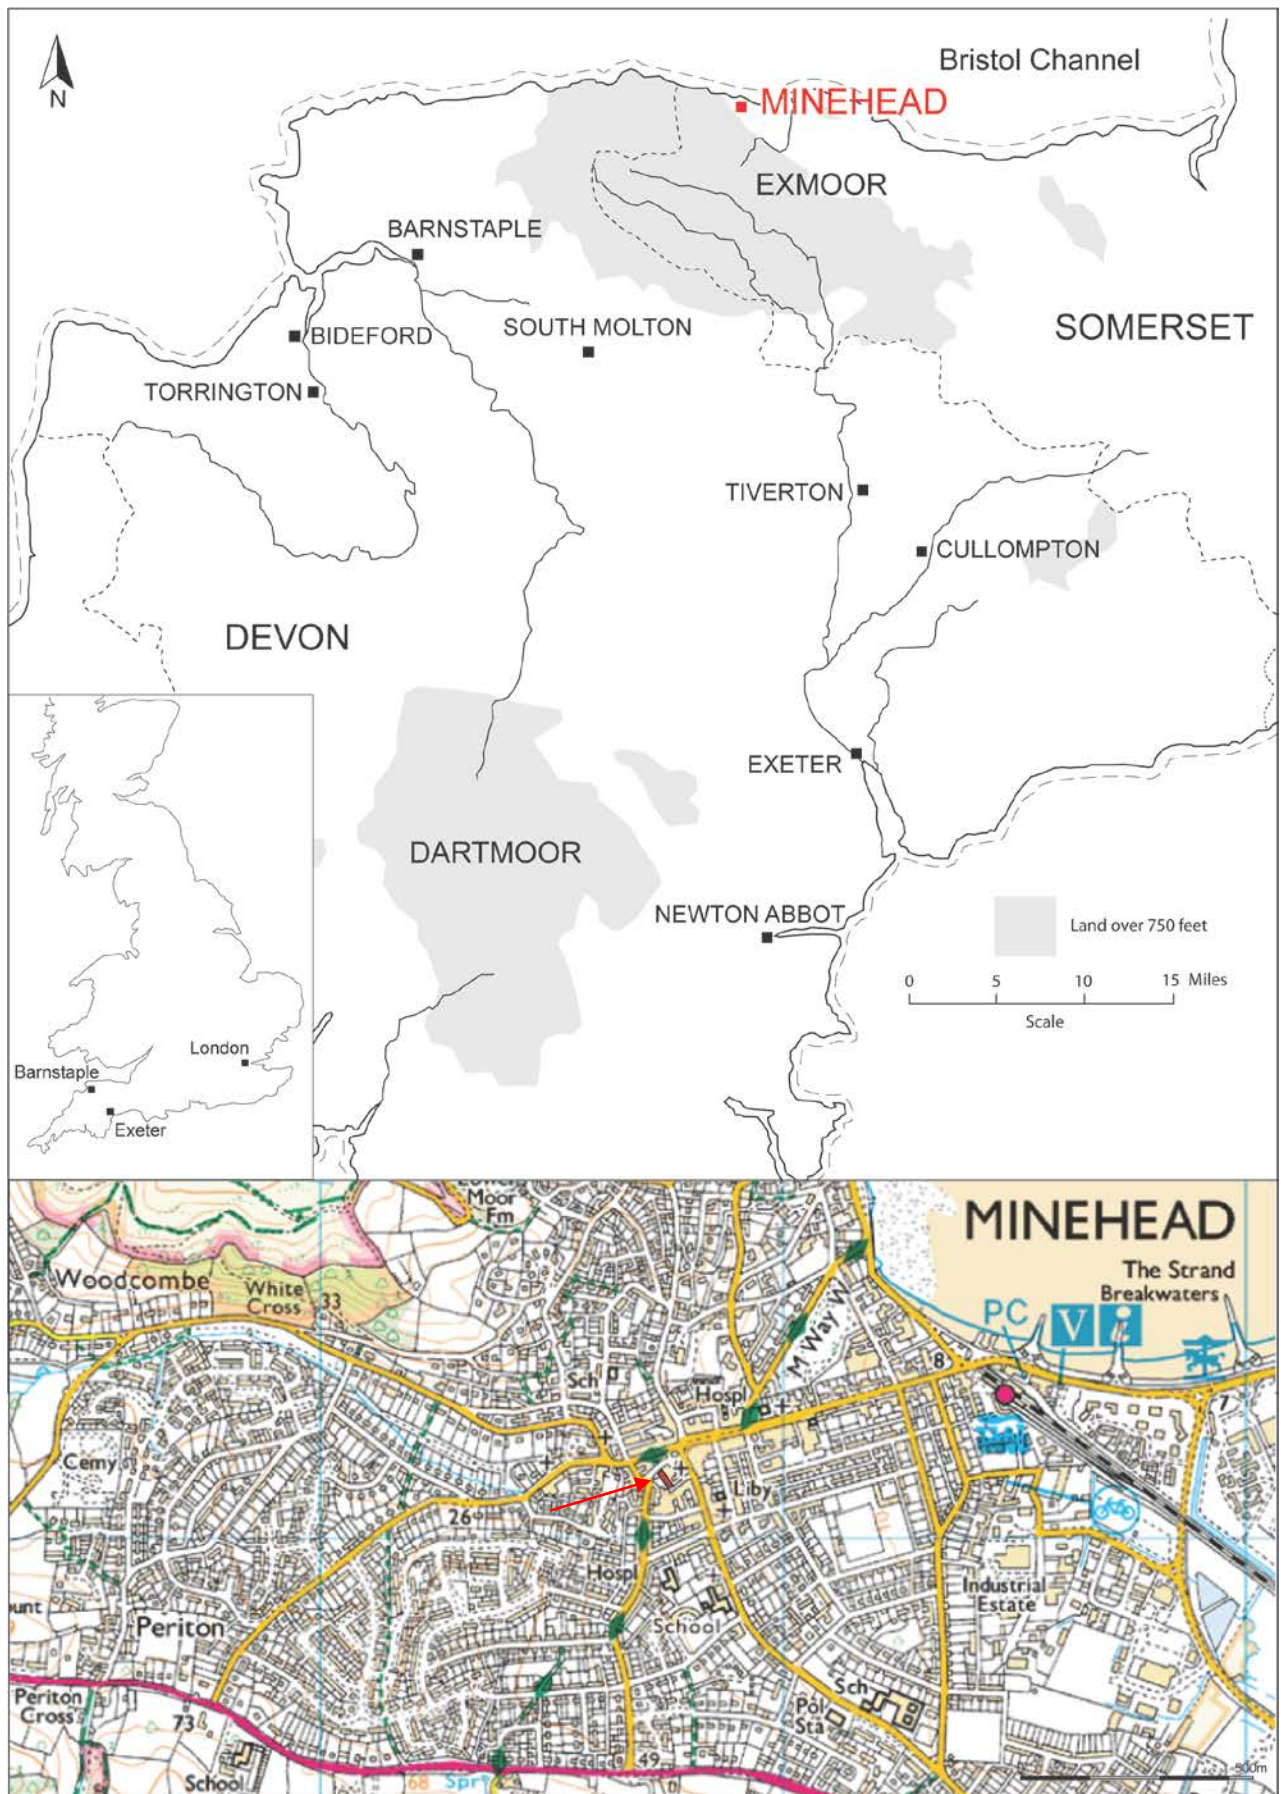 N
Bristol Channel
MINEHEAD
EXMOOR
BARNSTAPLE
SOUTH MOLTON
SOMERSET
BIDEFORD
TORRINGTON
TIVERTON
CULLOMPTON
DEVON
EXETER
DARTMOOR
NEWTON ABBOT
Land over 750 feet
0 5 10 15 Miles
Scale
London
Barnstaple
Exeter
Moor
Fm
MINEHEAD
The Strand
Breakwaters
Woodcombe
White
Cross
33
PC
V i
M Way W
8
7
Sch
Hospl
Cemy
Liby
26
Hospl
Industrial
Estate
Periton
School
Periton
Cross
73
Sch
Pol
Sta
49
School
68
Spr
500m